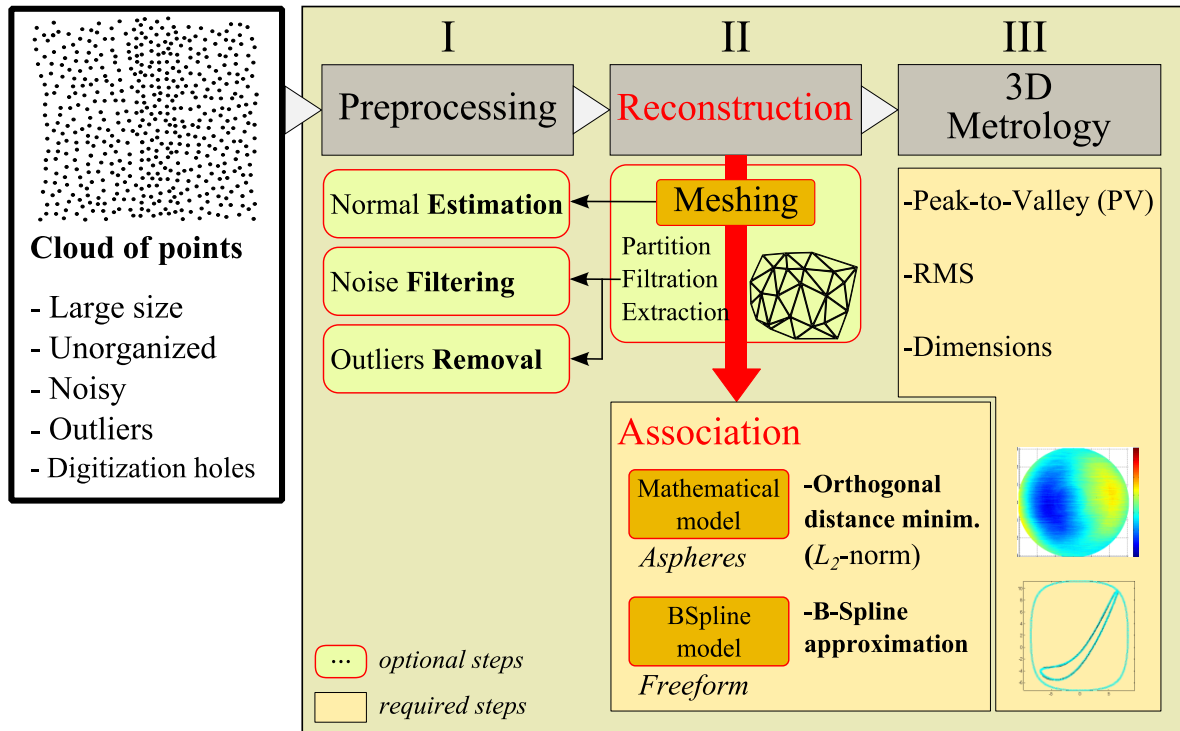 Cloud of points
- Large size
- Unorganized
- Noisy
- Outliers
- Digitization holes
I
Preprocessing
Normal Estimation
Noise Filtering
Outliers Removal
II
Reconstruction
Meshing
Partition
Filtration
Extraction
Association
Mathematical
model
Aspheres
-Orthogonal
distance minim.
(L2-norm)
BSpline
model
Freeform
-B-Spline
approximation
III
3D
Metrology
-Peak-to-Valley (PV)
-RMS
-Dimensions
... optional steps
required steps